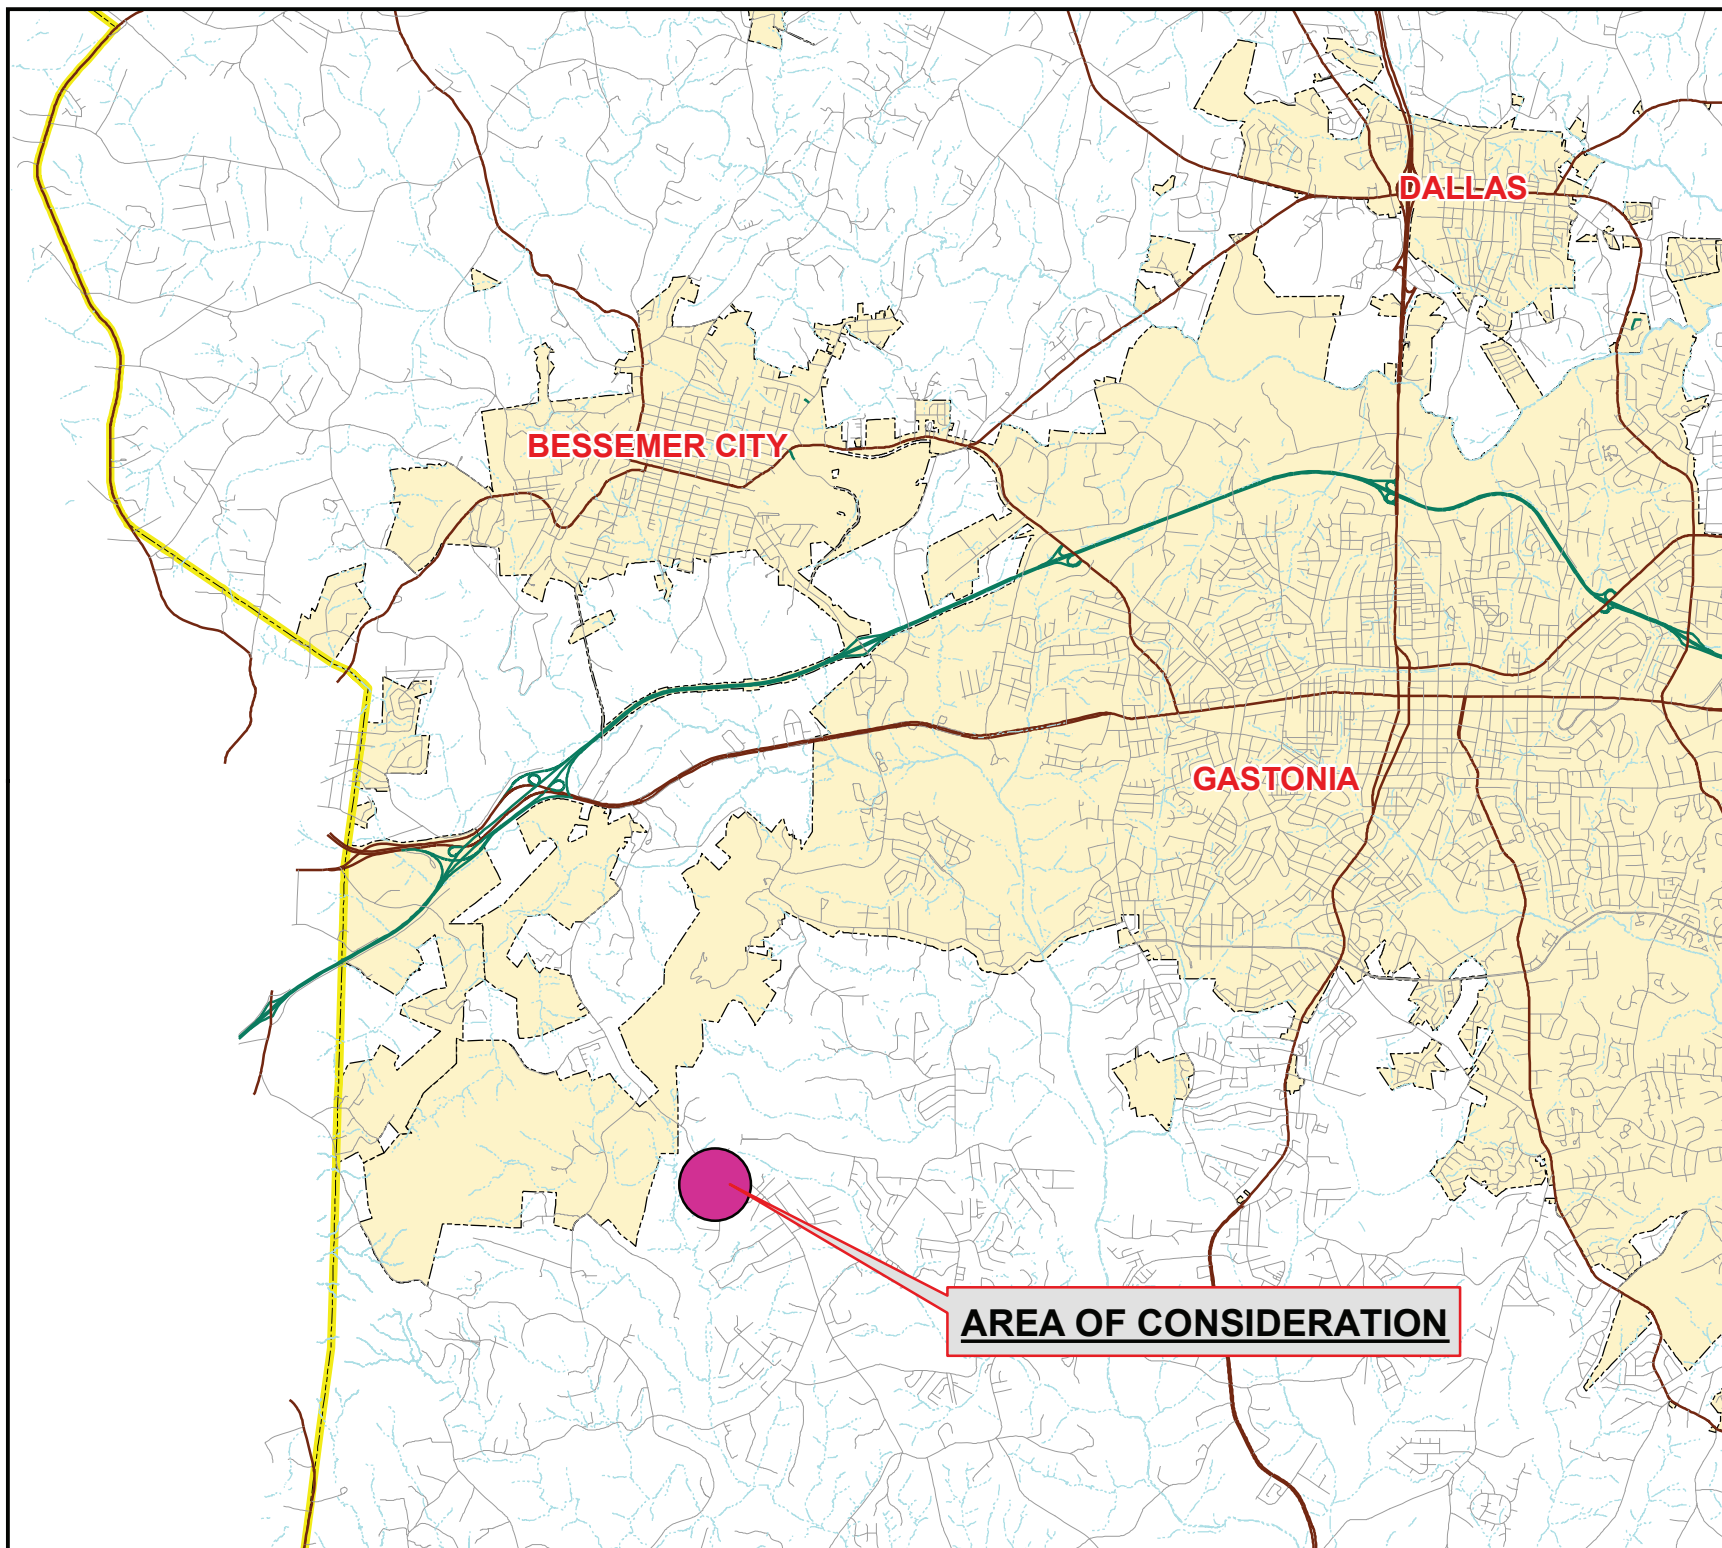 DALLAS
BESSEMER CITY
GASTONIA
AREA OF CONSIDERATION